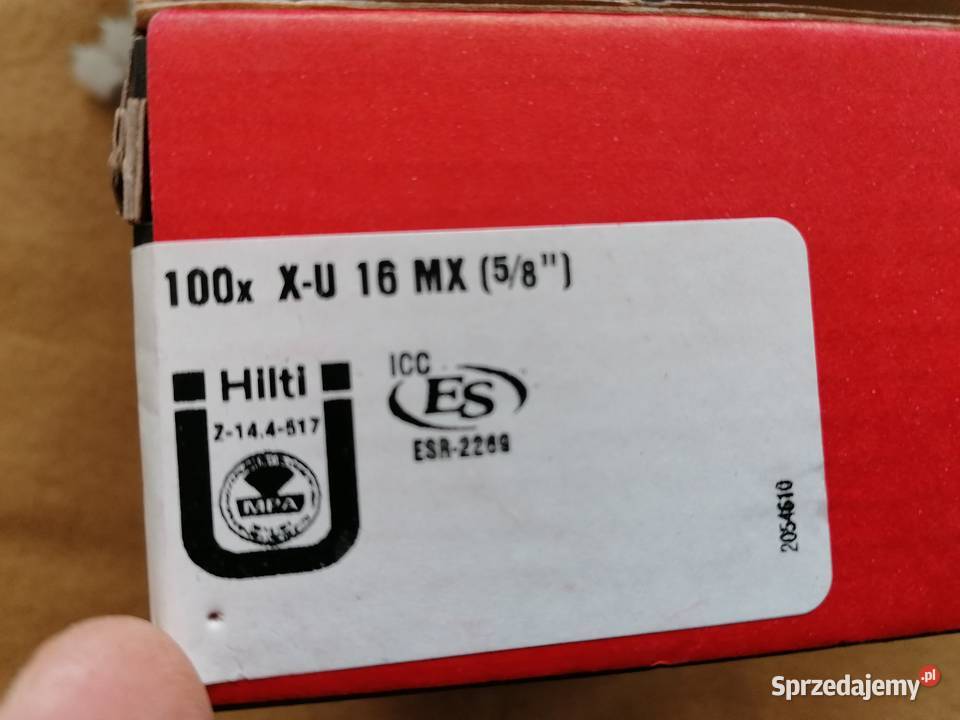 100x X-U 16 MX (5/8")
Hilti
Z-14.4-517
MPA
ICC
ES
ESR-2269
2054610
Sprzedajemy.pl